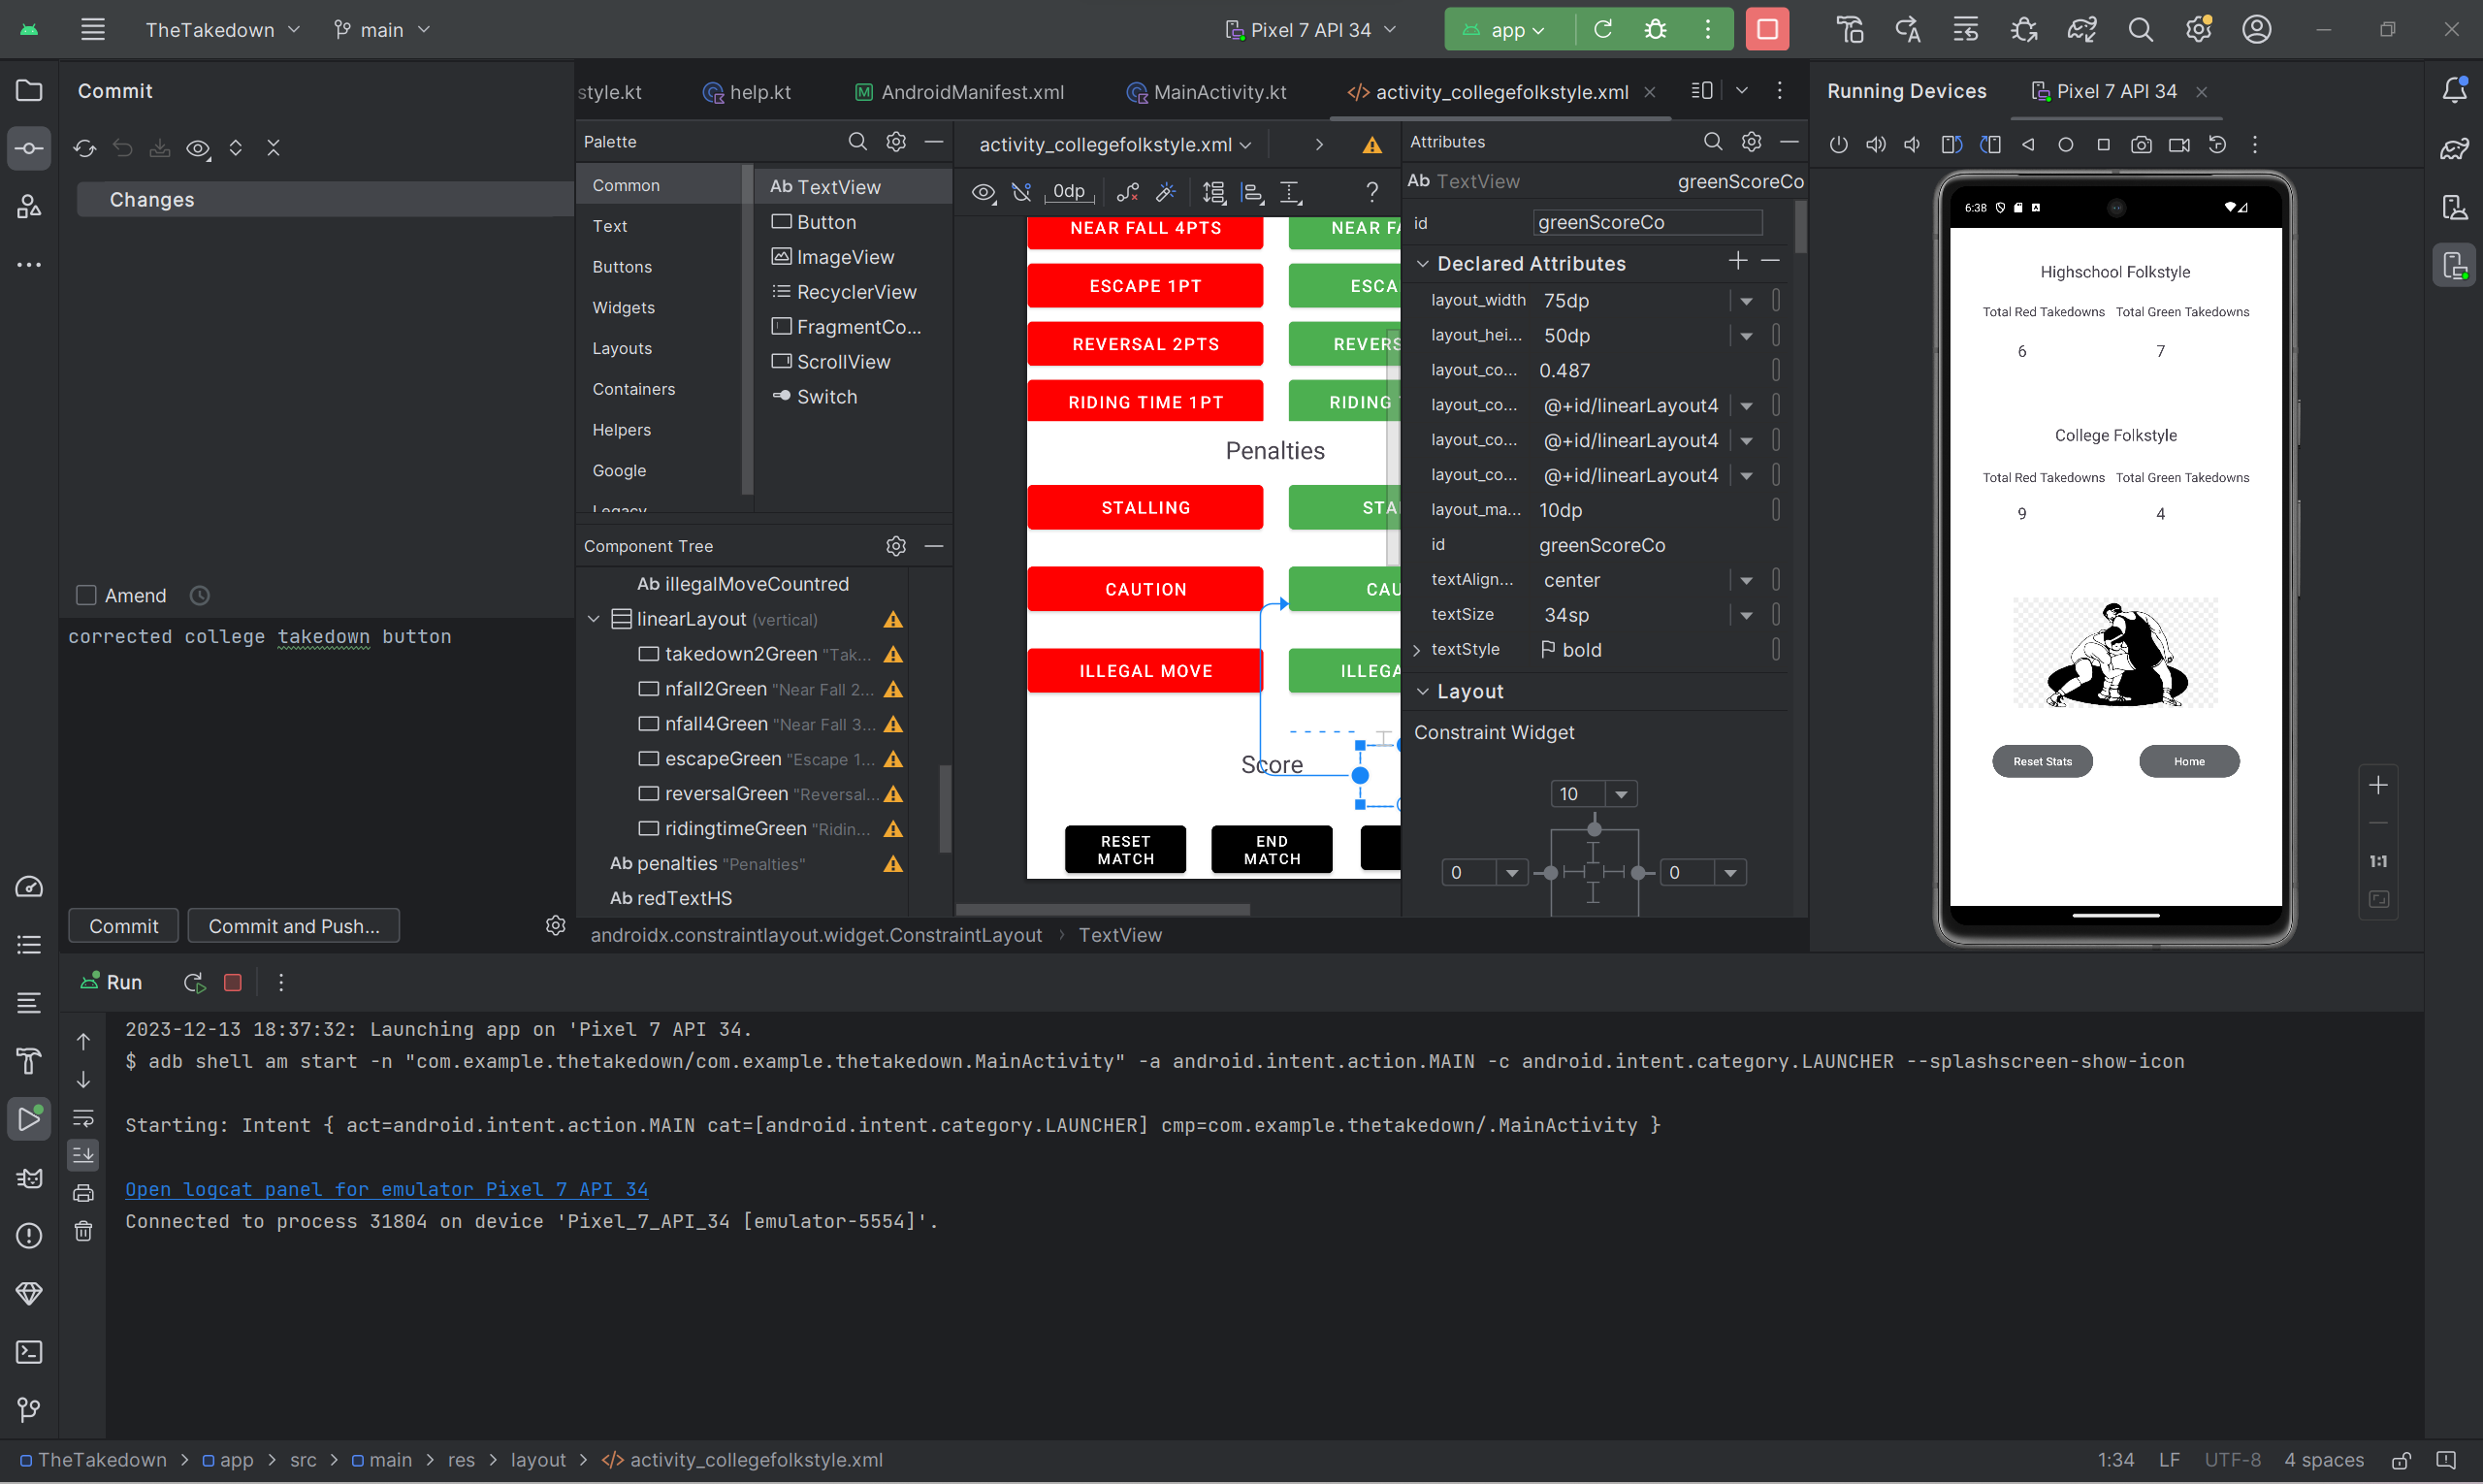 TheTakedown
main
Pixel 7 API 34
app
Commit
Changes
Amend
corrected college takedown button
Commit
Commit and Push...
style.kt
help.kt
AndroidManifest.xml
MainActivity.kt
activity_collegefolkstyle.xml
Palette
Common
Text
Buttons
Widgets
Layouts
Containers
Helpers
Google
Legacy
Ab TextView
Button
ImageView
RecyclerView
FragmentCo...
ScrollView
Switch
Component Tree
Ab illegalMoveCountred
linearLayout (vertical)
takedown2Green "Tak...
nfall2Green "Near Fall 2...
nfall4Green "Near Fall 3...
escapeGreen "Escape 1...
reversalGreen "Reversal...
ridingtimeGreen "Ridin...
Ab penalties "Penalties"
Ab redTextHS
activity_collegefolkstyle.xml
0dp
?
NEAR FALL 4PTS
NEAR FA
ESCAPE 1PT
ESCA
REVERSAL 2PTS
REVERS
RIDING TIME 1PT
RIDING
Penalties
STALLING
STA
CAUTION
CAU
ILLEGAL MOVE
ILLEGA
Score
RESET MATCH
END MATCH
androidx.constraintlayout.widget.ConstraintLayout
TextView
Attributes
Ab TextView
greenScoreCo
id
greenScoreCo
Declared Attributes
layout_width 75dp
layout_hei... 50dp
layout_co... 0.487
layout_co... @+id/linearLayout4
layout_co... @+id/linearLayout4
layout_co... @+id/linearLayout4
layout_ma... 10dp
id greenScoreCo
textAlign... center
textSize 34sp
textStyle bold
Layout
Constraint Widget
10
0
0
Running Devices
Pixel 7 API 34
6:38
Highschool Folkstyle
Total Red Takedowns Total Green Takedowns
6 7
College Folkstyle
Total Red Takedowns Total Green Takedowns
9 4
Reset Stats
Home
1:1
Run
2023-12-13 18:37:32: Launching app on 'Pixel 7 API 34.
$ adb shell am start -n "com.example.thetakedown/com.example.thetakedown.MainActivity" -a android.intent.action.MAIN -c android.intent.category.LAUNCHER --splashscreen-show-icon
Starting: Intent { act=android.intent.action.MAIN cat=[android.intent.category.LAUNCHER] cmp=com.example.thetakedown/.MainActivity }
Open logcat panel for emulator Pixel 7 API 34
Connected to process 31804 on device 'Pixel_7_API_34 [emulator-5554]'.
TheTakedown > app > src > main > res > layout > activity_collegefolkstyle.xml
1:34 LF UTF-8 4 spaces